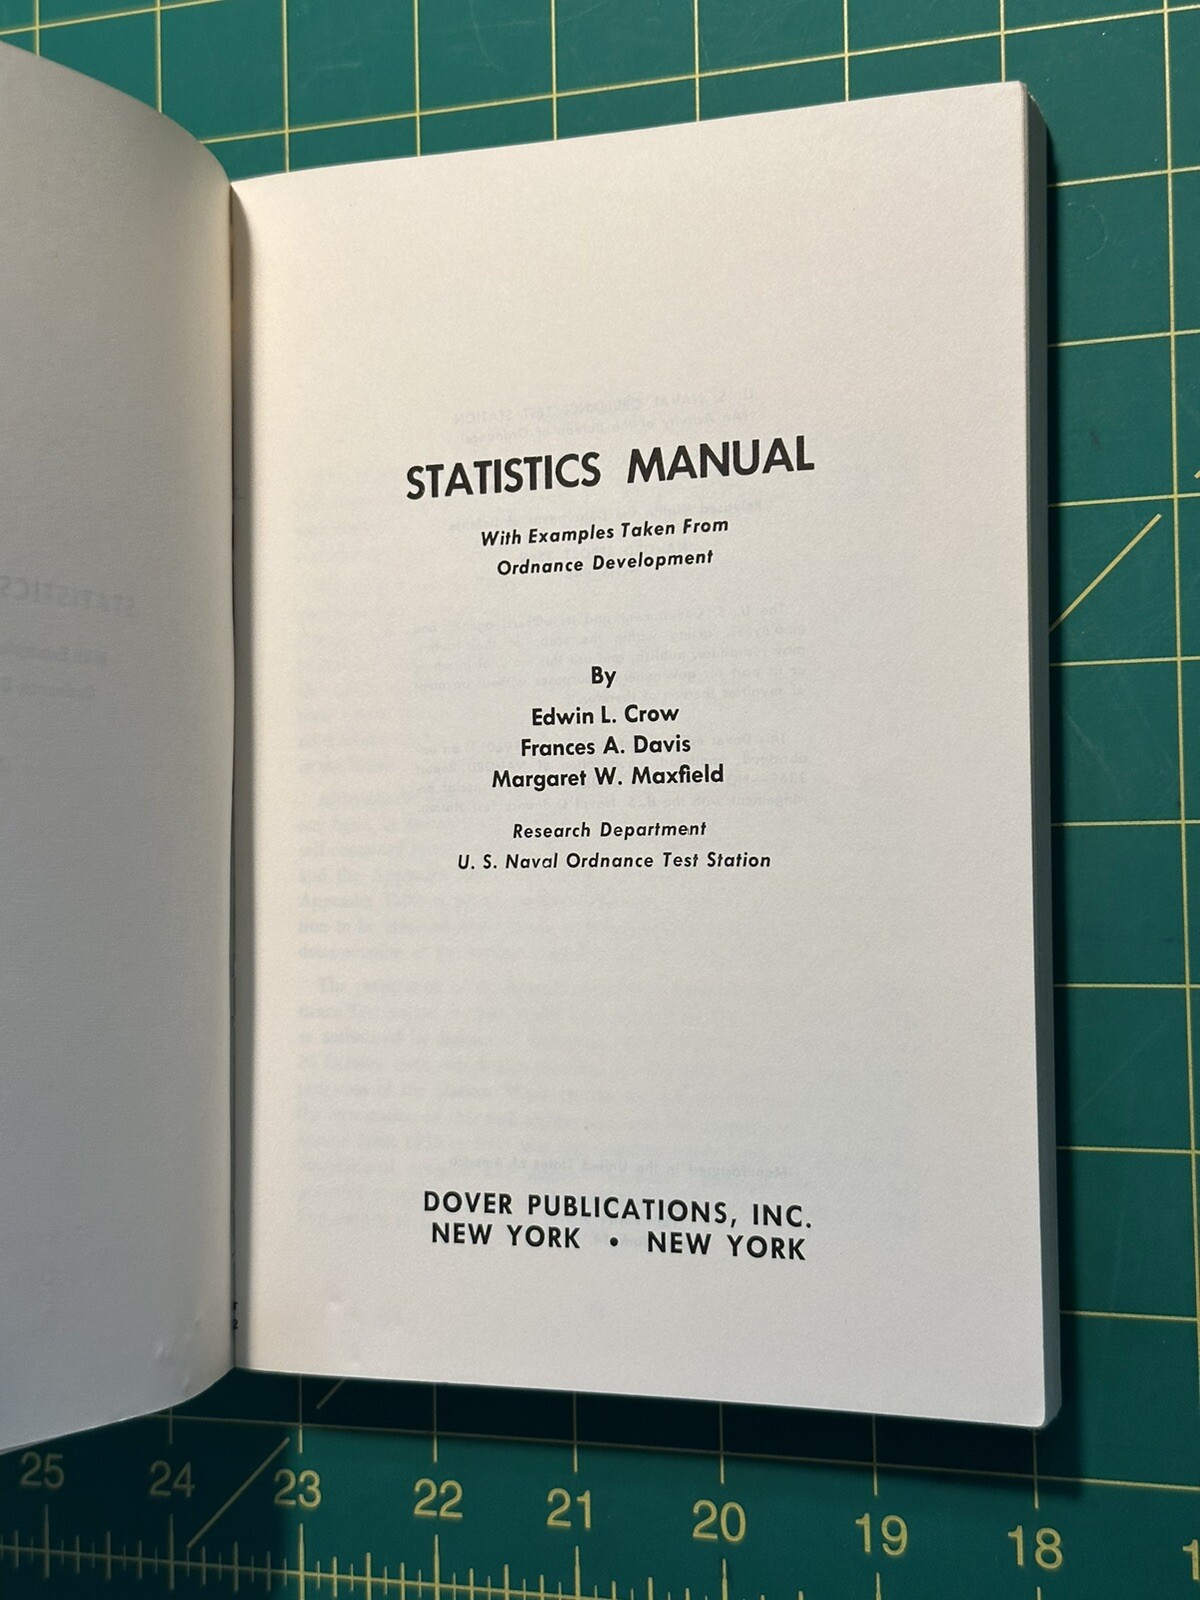 STATISTICS MANUAL
With Examples Taken From
Ordnance Development
By
Edwin L. Crow
Frances A. Davis
Margaret W. Maxfield
Research Department
U. S. Naval Ordnance Test Station
DOVER PUBLICATIONS, INC.
NEW YORK • NEW YORK
25 24 23 22 21 20 19 18